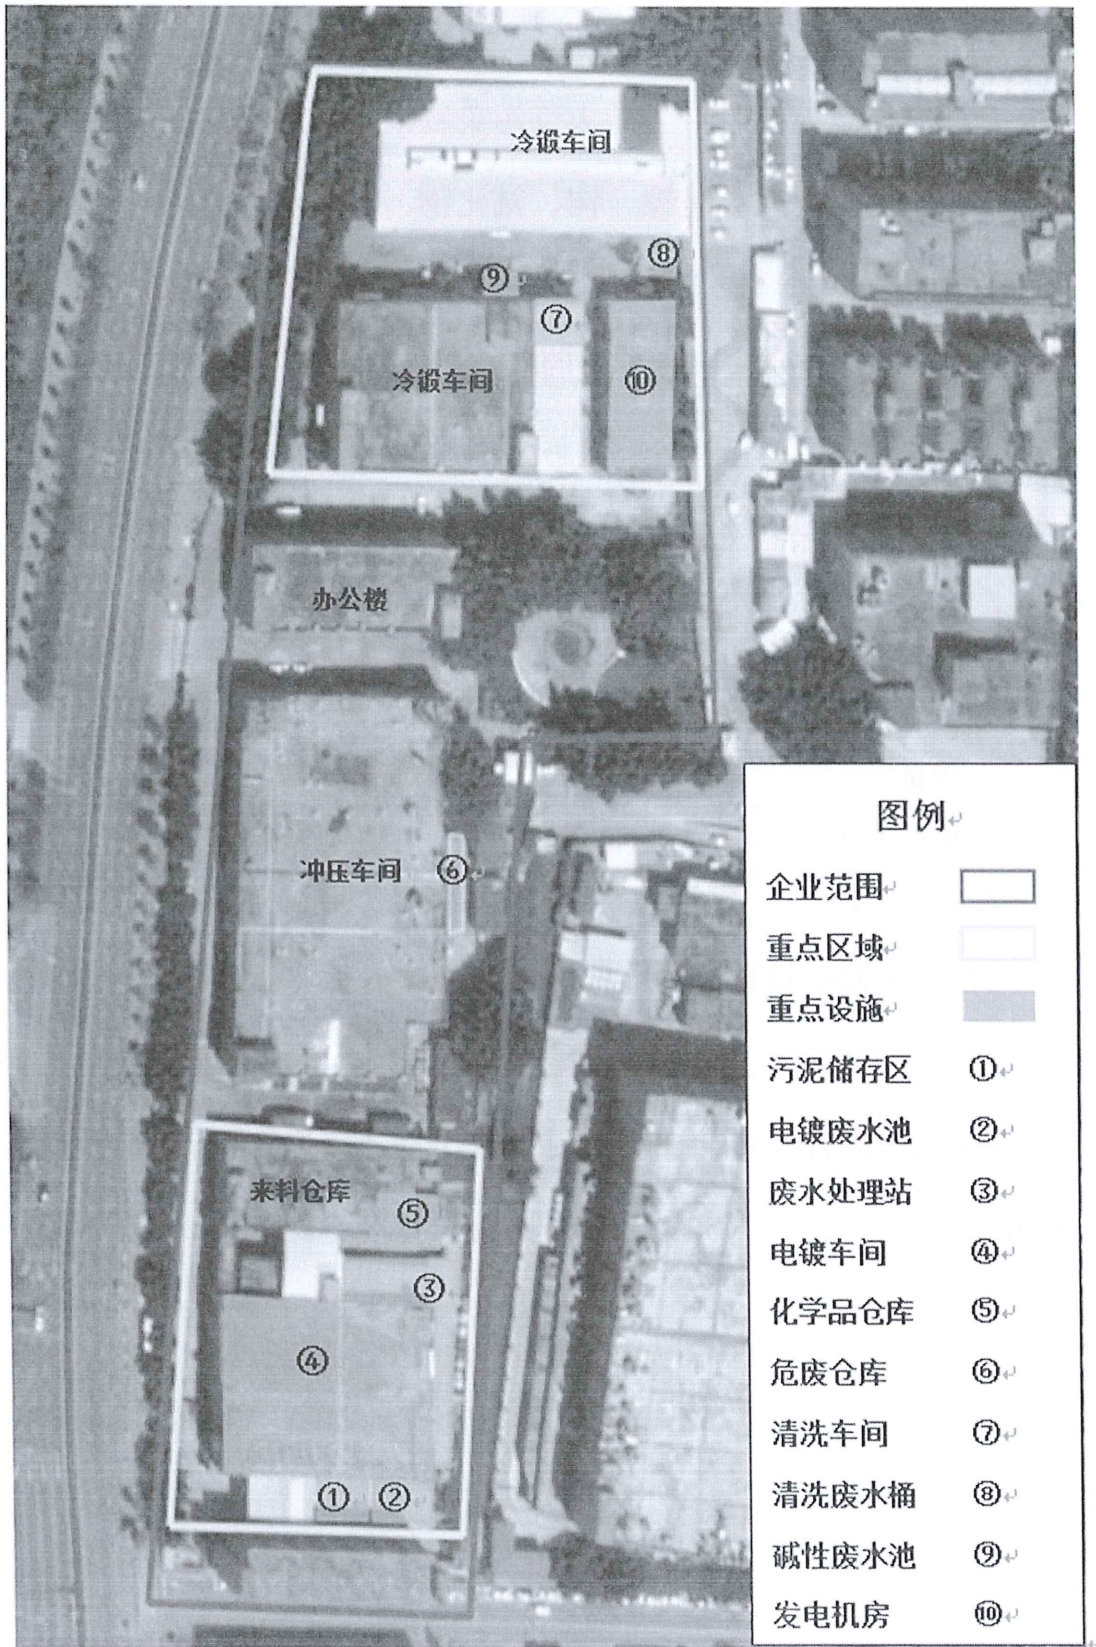 冷锻车间
⑧
⑨
⑦
冷锻车间
⑩
办公楼
冲压车间
⑥
来料仓库
⑤
③
④
①
②
图例
企业范围
重点区域
重点设施
污泥储存区 ①
电镀废水池 ②
废水处理站 ③
电镀车间 ④
化学品仓库 ⑤
危废仓库 ⑥
清洗车间 ⑦
清洗废水桶 ⑧
碱性废水池 ⑨
发电机房 ⑩